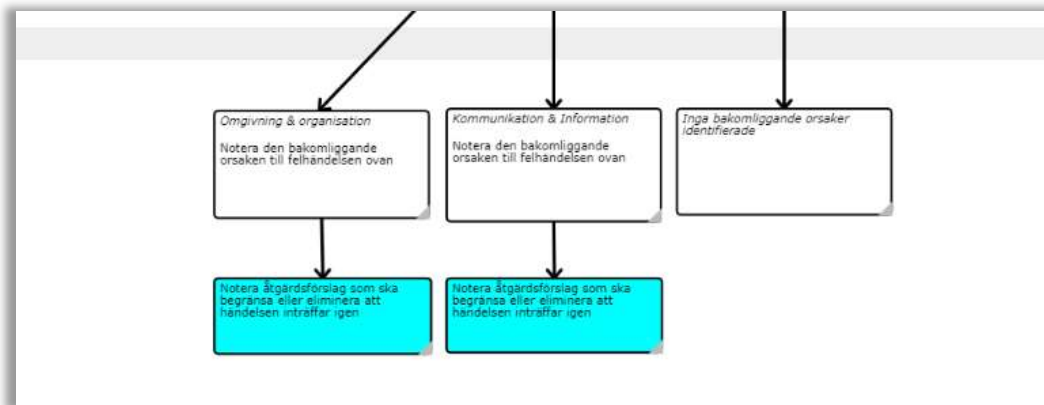 Omgivning & organisation
Notera den bakomliggande
orsaken till felhändelsen ovan
Kommunikation & Information
Notera den bakomliggande
orsaken till felhändelsen ovan
Inga bakomliggande orsaker
identifierade
Notera åtgärdsförslag som ska
begränsa eller eliminera att
händelsen inträffar igen
Notera åtgärdsförslag som ska
begränsa eller eliminera att
händelsen inträffar igen